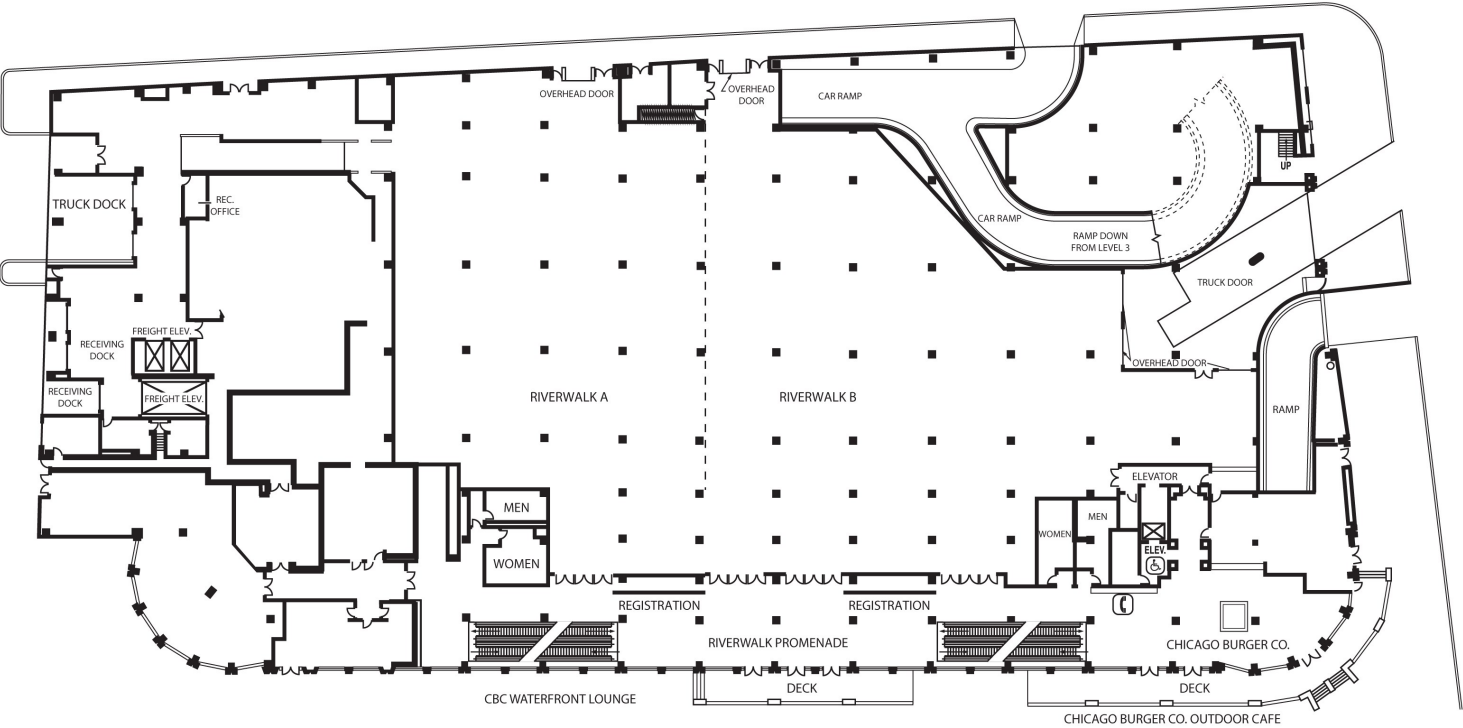 OVERHEAD DOOR
OVERHEAD
DOOR
CAR RAMP
UP
TRUCK DOCK
REC.
OFFICE
CAR RAMP
RAMP DOWN
FROM LEVEL 3
TRUCK DOOR
FREIGHT ELEV.
RECEIVING
DOCK
OVERHEAD DOOR
RECEIVING
DOCK
FREIGHT ELEV.
RIVERWALK A
RIVERWALK B
RAMP
ELEVATOR
MEN
MEN
WOMEN
WOMEN
ELEV.
REGISTRATION
REGISTRATION
RIVERWALK PROMENADE
CHICAGO BURGER CO.
DECK
DECK
CBC WATERFRONT LOUNGE
CHICAGO BURGER CO. OUTDOOR CAFE